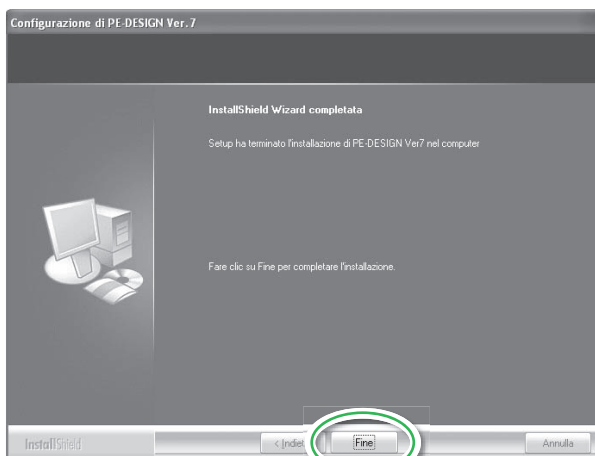 Configurazione di PE-DESIGN Ver. 7
InstallShield Wizard completata
Setup ha terminato l'installazione di PE-DESIGN Ver7 nel computer
Fare clic su Fine per completare l'installazione.
InstallShield
< Indiet
Fine
Annulla